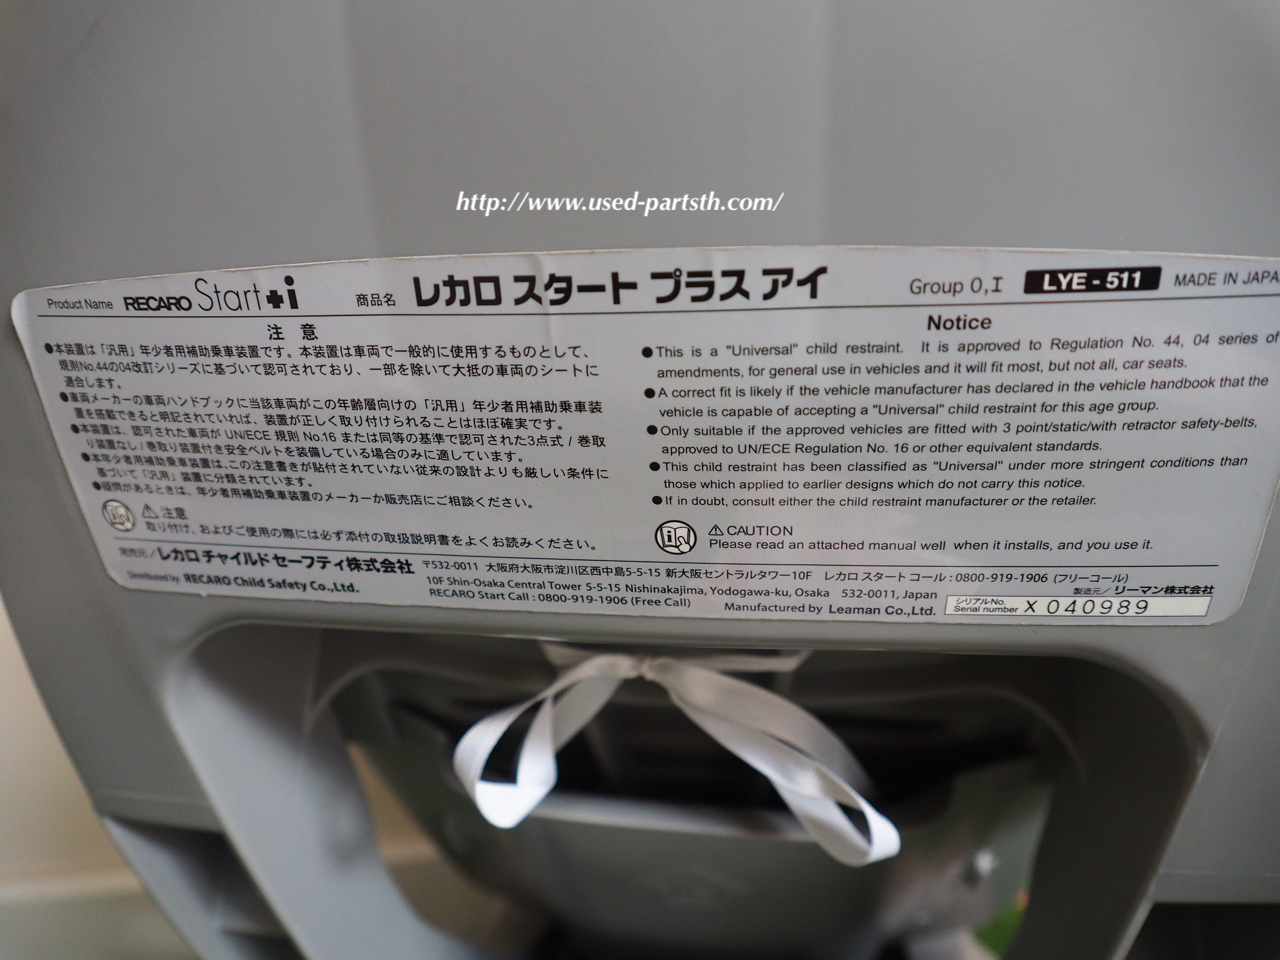 http://www.used-partsth.com/
Product Name RECARO Start+i 商品名 レカロ スタート プラス アイ Group 0,I LYE-511 MADE IN JAPA
注 意
●本装置は「汎用」年少者用補助乗車装置です。本装置は車両で一般的に使用するものとして、
規則No.44の04改訂シリーズに基づいて認可されており、一部を除いて大抵の車両のシートに
適合します。
●車両メーカーの車両ハンドブックに当該車両がこの年齢層向けの「汎用」年少者用補助乗車装
置を搭載できると明記されていれば、装置が正しく取り付けられることはほぼ確実です。
●本装置は、認可された車両が UN/ECE 規則 No.16 または同等の基準で認可された3点式 / 巻取
り装置なし / 巻取り装置付き安全ベルトを装備している場合のみに適しています。
●本年少者用補助乗車装置は、この注意書きが貼付されていない従来の設計よりも厳しい条件に
基づいて「汎用」装置に分類されています。
●疑問があるときは、年少者用補助乗車装置のメーカーか販売店にご相談ください。
⚠注意
取り付け、およびご使用の際には必ず添付の取扱説明書をよくお読みください。
Notice
●This is a "Universal" child restraint. It is approved to Regulation No. 44, 04 series of
amendments, for general use in vehicles and it will fit most, but not all, car seats.
●A correct fit is likely if the vehicle manufacturer has declared in the vehicle handbook that the
vehicle is capable of accepting a "Universal" child restraint for this age group.
●Only suitable if the approved vehicles are fitted with 3 point/static/with retractor safety-belts,
approved to UN/ECE Regulation No. 16 or other equivalent standards.
●This child restraint has been classified as "Universal" under more stringent conditions than
those which applied to earlier designs which do not carry this notice.
●If in doubt, consult either the child restraint manufacturer or the retailer.
⚠CAUTION
Please read an attached manual well when it installs, and you use it.
発売元/レカロ チャイルド セーフティ株式会社 〒532-0011 大阪府大阪市淀川区西中島5-5-15 新大阪セントラルタワー10F レカロ スタート コール : 0800-919-1906 (フリーコール)
Distributed by RECARO Child Safety Co.,Ltd. 10F Shin-Osaka Central Tower 5-5-15 Nishinakajima, Yodogawa-ku, Osaka 532-0011, Japan
RECARO Start Call : 0800-919-1906 (Free Call)
製造元/リーマン株式会社
Manufactured by Leaman Co.,Ltd.
シリアルNo.
Serial number X 040989